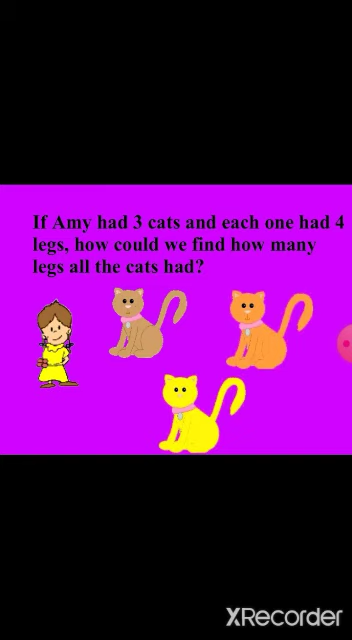 If Amy had 3 cats and each one had 4
legs, how could we find how many
legs all the cats had?
XRecorder